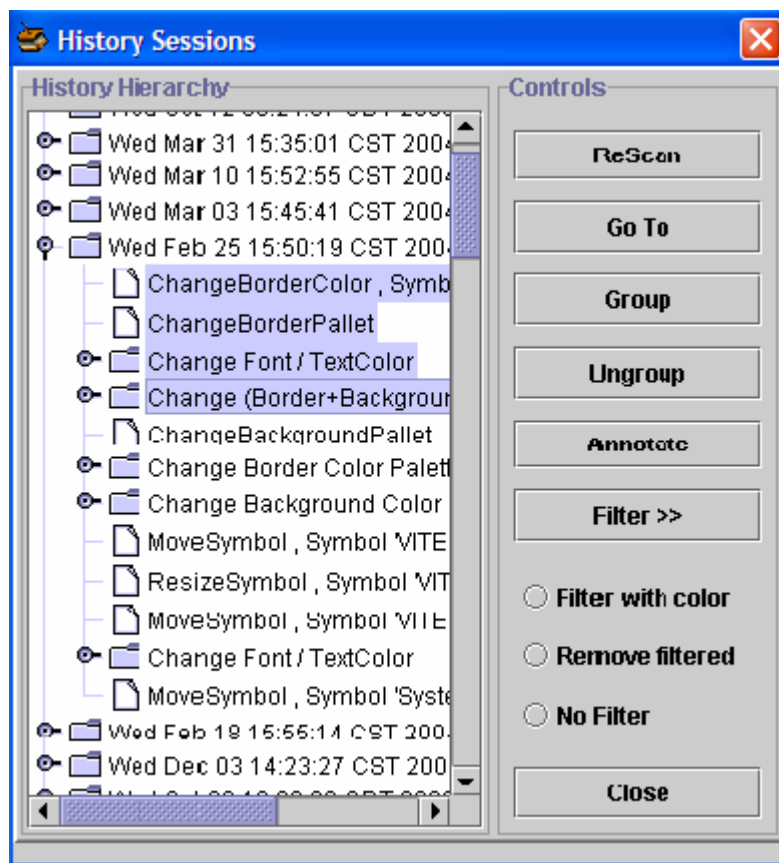 History Sessions
History Hierarchy
Wed Mar 31 15:35:01 CST 2004
Wed Mar 10 15:52:55 CST 2004
Wed Mar 03 15:45:41 CST 2004
Wed Feb 25 15:50:19 CST 2004
ChangeBorderColor , Symb
ChangeBorderPallet
Change Font / TextColor
Change (Border+Backgroun
ChangeBackgroundPallet
Change Border Color Palett
Change Background Color
MoveSymbol , Symbol 'VITE
ResizeSymbol , Symbol 'VIT
MoveSymbol , Symbol 'VITE
Change Font / TextColor
MoveSymbol , Symbol 'Syste
Wed Feb 15:55:14 CST 200
Wed Dec 03 14:23:27 CST 200
Controls
ReScan
Go To
Group
Ungroup
Annotate
Filter >>
Filter with color
Remove filtered
No Filter
Close